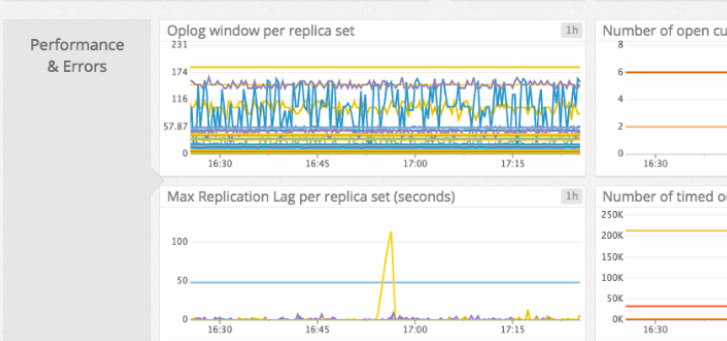 Performance
& Errors
Oplog window per replica set
1h
231
174
116
57.87
0
16:30
16:45
17:00
17:15
Number of open cu
8
6
4
2
0
16:30
Max Replication Lag per replica set (seconds)
1h
100
50
0
16:30
16:45
17:00
17:15
Number of timed o
250K
200K
150K
100K
50K
0K
16:30